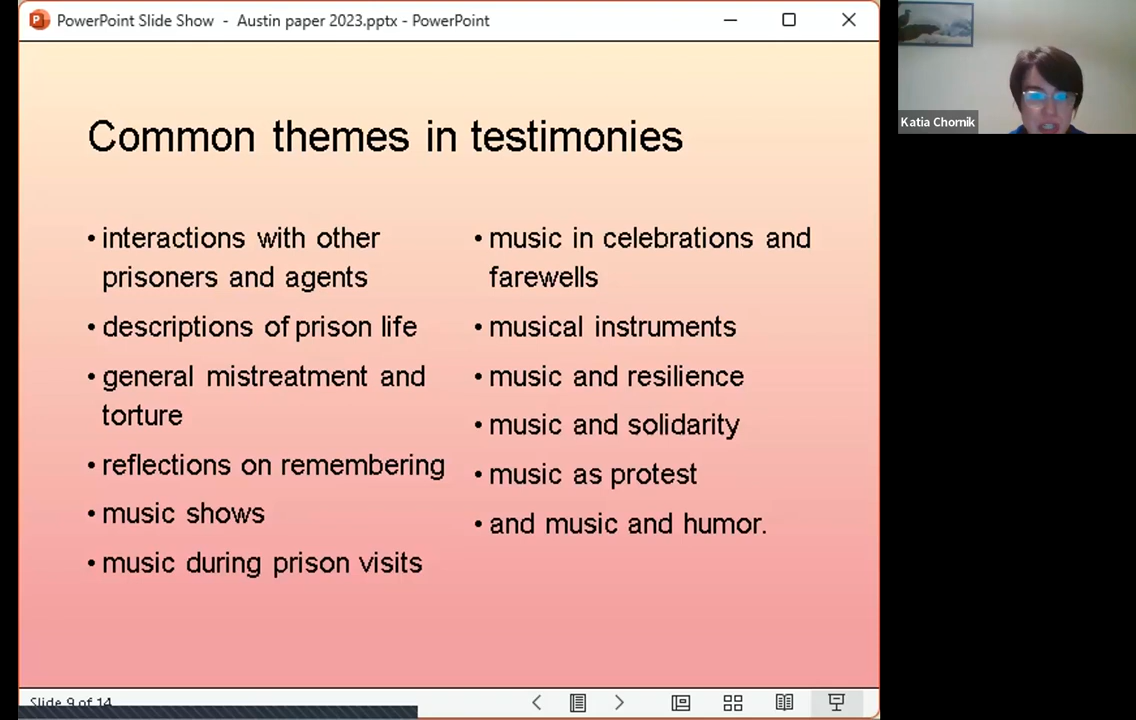 PowerPoint Slide Show - Austin paper 2023.pptx - PowerPoint
Katia Chornik
Common themes in testimonies
• interactions with other
prisoners and agents
• descriptions of prison life
• general mistreatment and
torture
• reflections on remembering
• music shows
• music during prison visits
• music in celebrations and
farewells
• musical instruments
• music and resilience
• music and solidarity
• music as protest
• and music and humor.
Slide 9 of 14